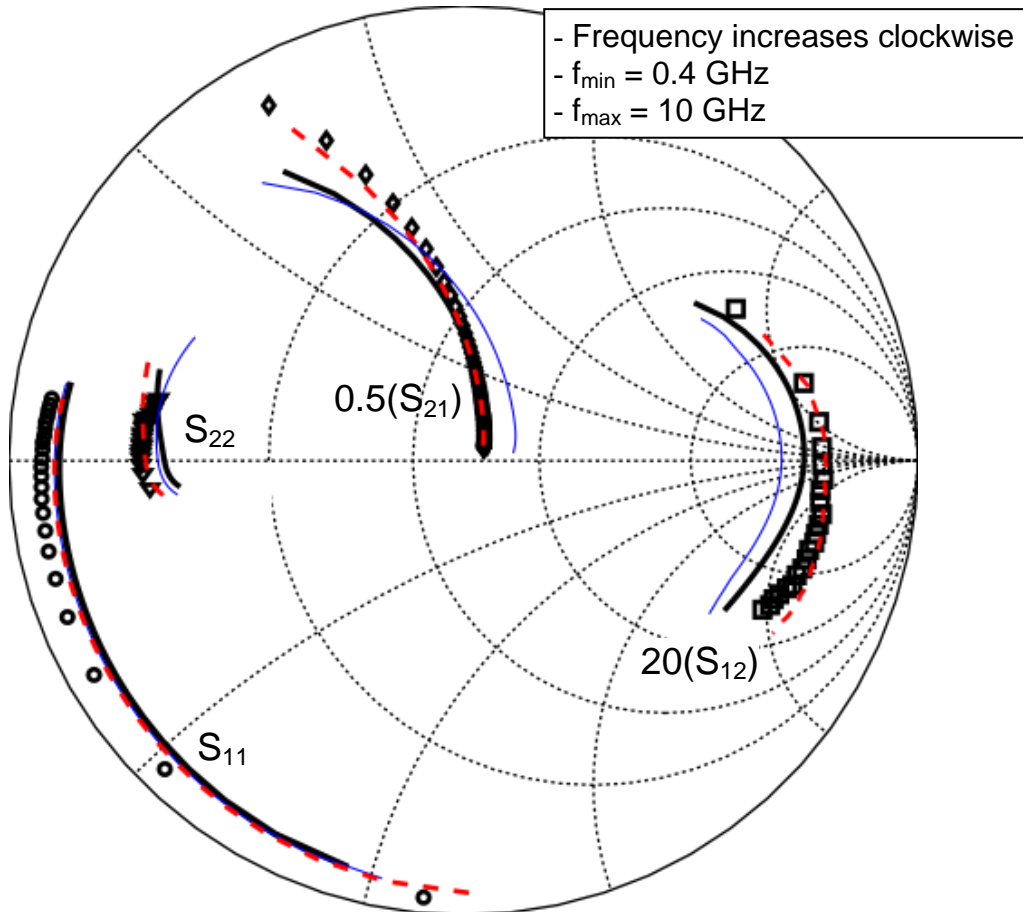 - Frequency increases clockwise
- fmin = 0.4 GHz
- fmax = 10 GHz
0.5(S21)
S22
20(S12)
S11